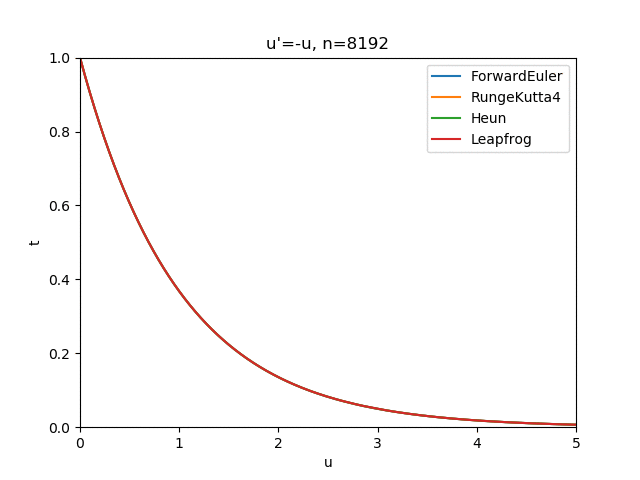 u'=-u, n=8192
ForwardEuler
RungeKutta4
Heun
Leapfrog
1.0
0.8
0.6
0.4
0.2
0.0
t
0 1 2 3 4 5
u